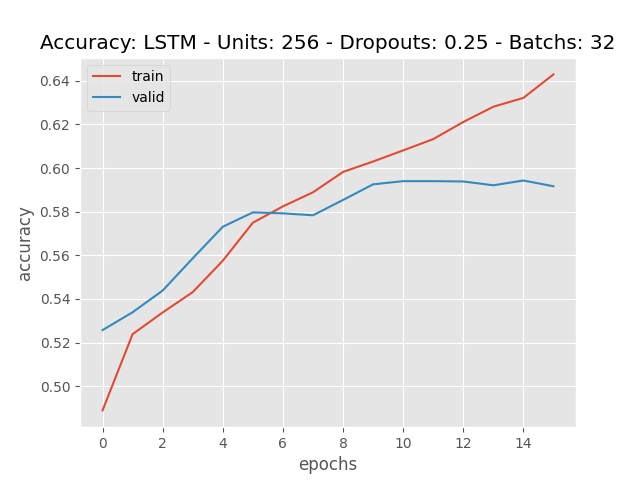 Accuracy: LSTM - Units: 256 - Dropouts: 0.25 - Batchs: 32
train
valid
0.64
0.62
0.60
0.58
0.56
0.54
0.52
0.50
accuracy
0 2 4 6 8 10 12 14
epochs